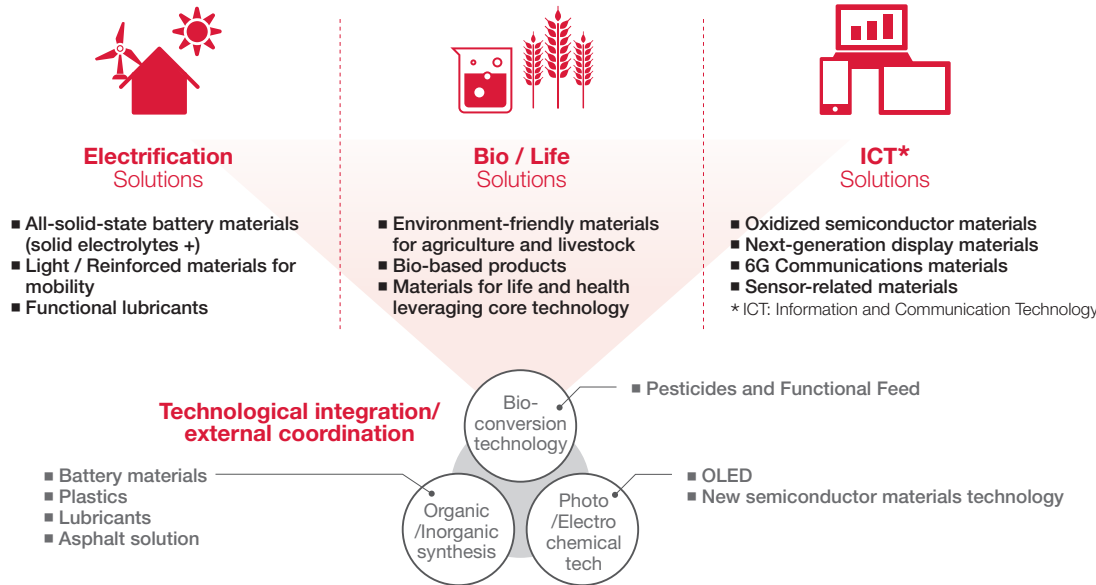 Electrification
Solutions
■ All-solid-state battery materials
(solid electrolytes +)
■ Light / Reinforced materials for
mobility
■ Functional lubricants
Bio / Life
Solutions
■ Environment-friendly materials
for agriculture and livestock
■ Bio-based products
■ Materials for life and health
leveraging core technology
ICT*
Solutions
■ Oxidized semiconductor materials
■ Next-generation display materials
■ 6G Communications materials
■ Sensor-related materials
* ICT: Information and Communication Technology
Technological integration/
external coordination
Bio-
conversion
technology
■ Pesticides and Functional Feed
■ Battery materials
■ Plastics
■ Lubricants
■ Asphalt solution
Organic
/Inorganic
synthesis
Photo
/Electro
chemical
tech
■ OLED
■ New semiconductor materials technology